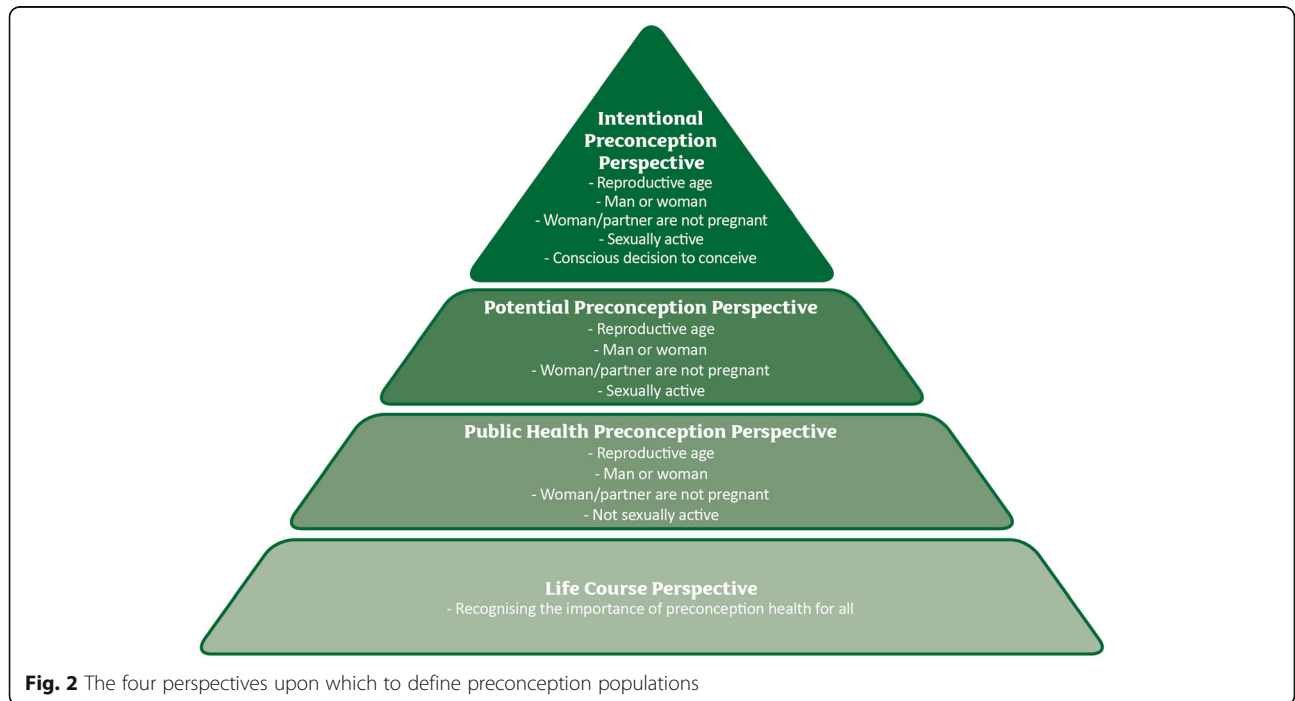 Intentional
Preconception
Perspective
- Reproductive age
- Man or woman
- Woman/partner are not pregnant
- Sexually active
- Conscious decision to conceive
Potential Preconception Perspective
- Reproductive age
- Man or woman
- Woman/partner are not pregnant
- Sexually active
Public Health Preconception Perspective
- Reproductive age
- Man or woman
- Woman/partner are not pregnant
- Not sexually active
Life Course Perspective
- Recognising the importance of preconception health for all
Fig. 2 The four perspectives upon which to define preconception populations